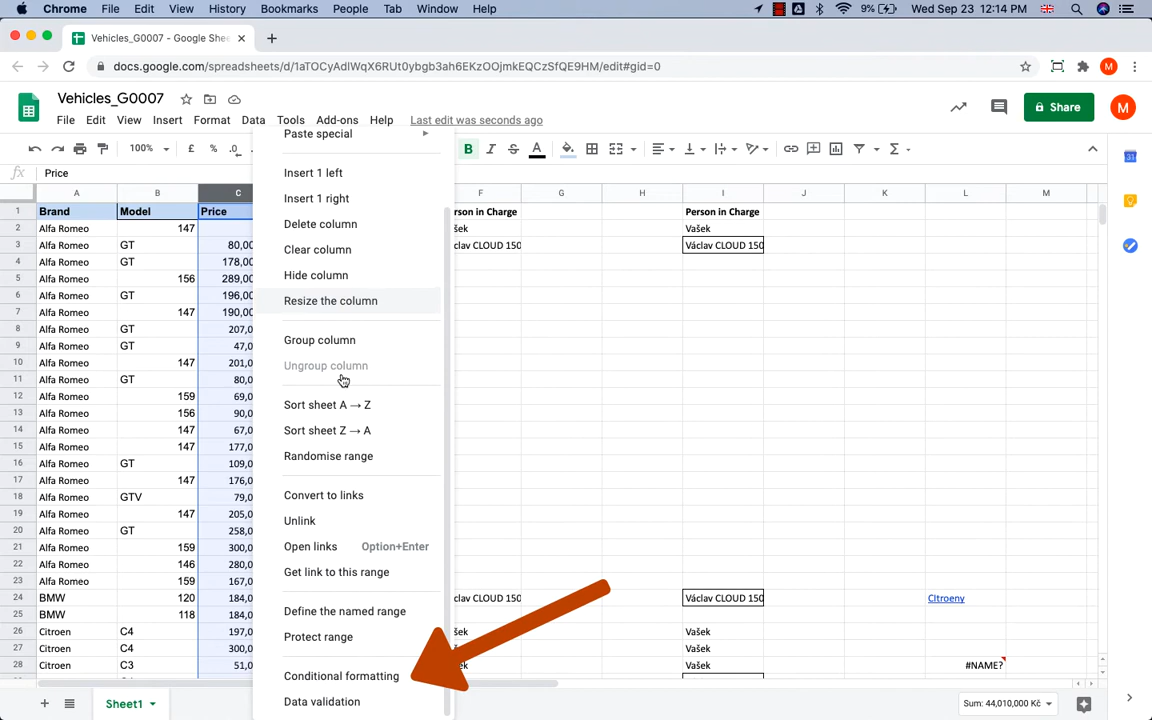 Chrome File Edit View History Bookmarks People Tab Window Help 9% Wed Sep 23 12:14 PM
Vehicles_G0007 - Google Shee
docs.google.com/spreadsheets/d/1aTOCyAdIWqX6RUt0ybgb3ah6EKzOOjmkEQCzSfQE9HM/edit#gid=0 M
Vehicles_G0007
File Edit View Insert Format Data Tools Add-ons Help Last edit was seconds ago
Share M
100% £ % .0 B I S A Σ
fx Price
A B C F G H I J K L M
1 Brand Model Price rson in Charge Person in Charge
2 Alfa Romeo 147 ašek Vašek
3 Alfa Romeo GT 80,00 clav CLOUD 150 Václav CLOUD 150
4 Alfa Romeo GT 178,00
5 Alfa Romeo 156 289,00
6 Alfa Romeo GT 196,00
7 Alfa Romeo 147 190,00
8 Alfa Romeo GT 207,0
9 Alfa Romeo GT 47,0
10 Alfa Romeo 147 201,0
11 Alfa Romeo GT 80,0
12 Alfa Romeo 159 69,0
13 Alfa Romeo 156 90,0
14 Alfa Romeo 147 67,0
15 Alfa Romeo 147 177,0
16 Alfa Romeo GT 109,0
17 Alfa Romeo 147 176,0
18 Alfa Romeo GTV 79,0
19 Alfa Romeo 147 205,0
20 Alfa Romeo GT 258,0
21 Alfa Romeo 159 300,0
22 Alfa Romeo 146 280,0
23 Alfa Romeo 159 167,0
24 BMW 120 184,0 clav CLOUD 150 Václav CLOUD 150 CItroeny
25 BMW 118 184,0
26 Citroen C4 197,0 šek Vašek
27 Citroen C4 300,0 Vašek
28 Citroen C3 51,0 ek Vašek #NAME?
Paste special
Insert 1 left
Insert 1 right
Delete column
Clear column
Hide column
Resize the column
Group column
Ungroup column
Sort sheet A → Z
Sort sheet Z → A
Randomise range
Convert to links
Unlink
Open links Option+Enter
Get link to this range
Define the named range
Protect range
Conditional formatting
Data validation
Sheet1
Sum: 44,010,000 Kč